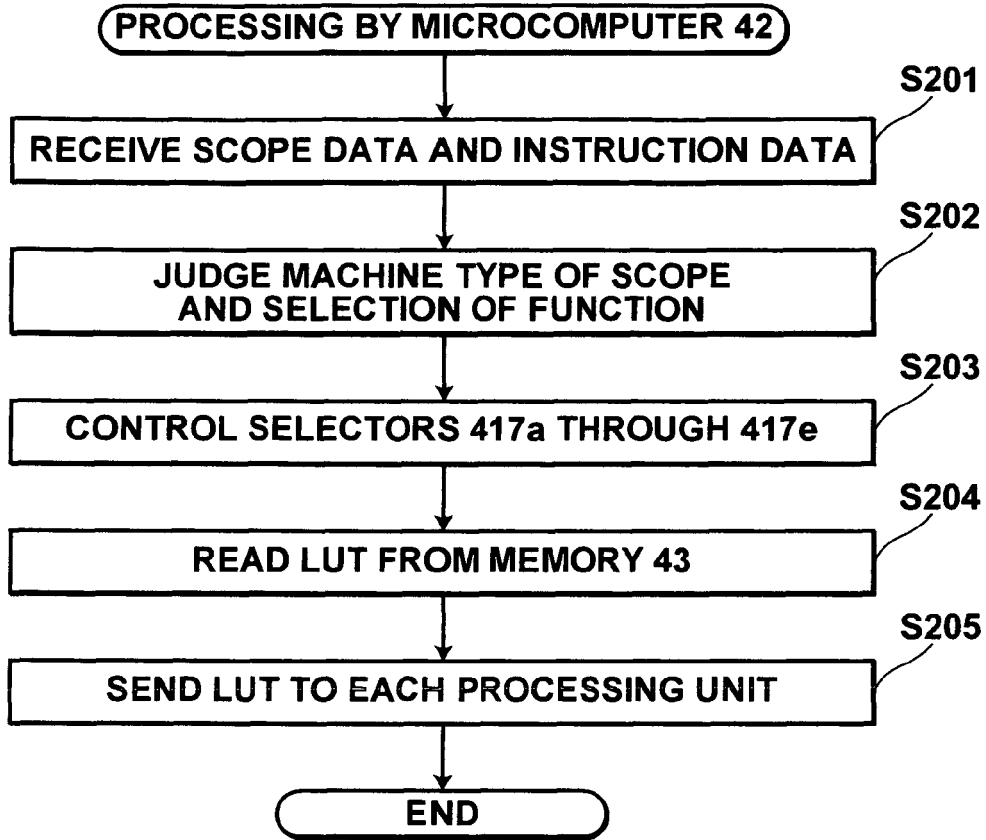 PROCESSING BY MICROCOMPUTER 42
S201
RECEIVE SCOPE DATA AND INSTRUCTION DATA
S202
JUDGE MACHINE TYPE OF SCOPE
AND SELECTION OF FUNCTION
S203
CONTROL SELECTORS 417a THROUGH 417e
S204
READ LUT FROM MEMORY 43
S205
SEND LUT TO EACH PROCESSING UNIT
END